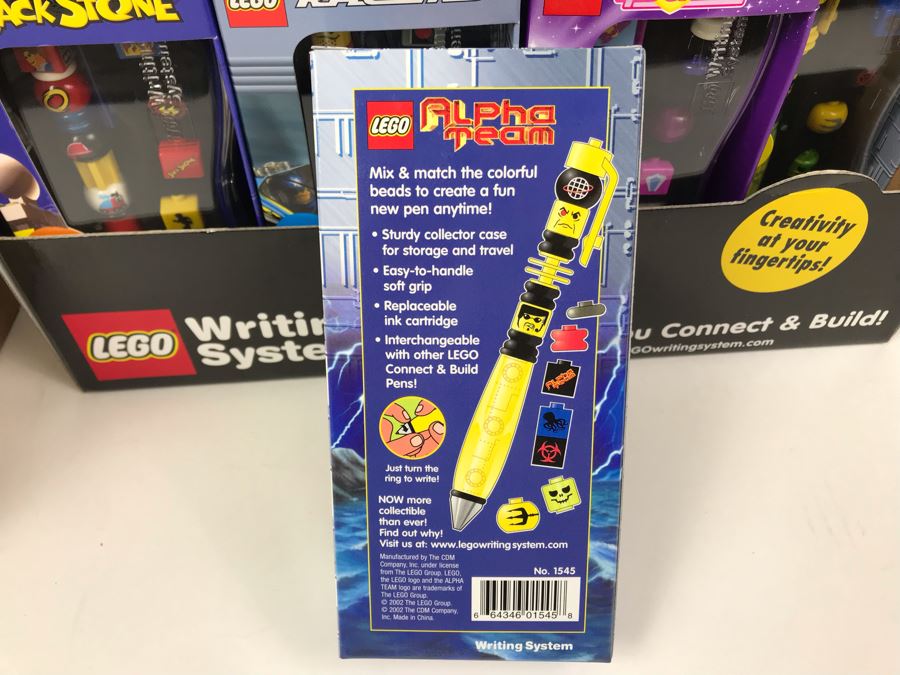 ACK STONE
LEGO
Writing
System
Writing
System
LEGO
ALPHA
TEAM
Mix & match the colorful
beads to create a fun
new pen anytime!
• Sturdy collector case
for storage and travel
• Easy-to-handle
soft grip
• Replaceable
ink cartridge
• Interchangeable
with other LEGO
Connect & Build
Pens!
Just turn the
ring to write!
NOW more
collectible
than ever!
Find out why!
Visit us at: www.legowritingsystem.com
Manufactured by The CDM
Company, Inc. under license
from The LEGO Group. LEGO,
the LEGO logo and the ALPHA
TEAM logo are trademarks of
The LEGO Group.
© 2002 The LEGO Group.
© 2002 The CDM Company,
Inc. Made in China.
No. 1545
6 64346 01545 8
Writing System
LEGO
Writin
Syste
Creativity
at your
fingertips!
u Connect & Build!
GOwritingsystem.com